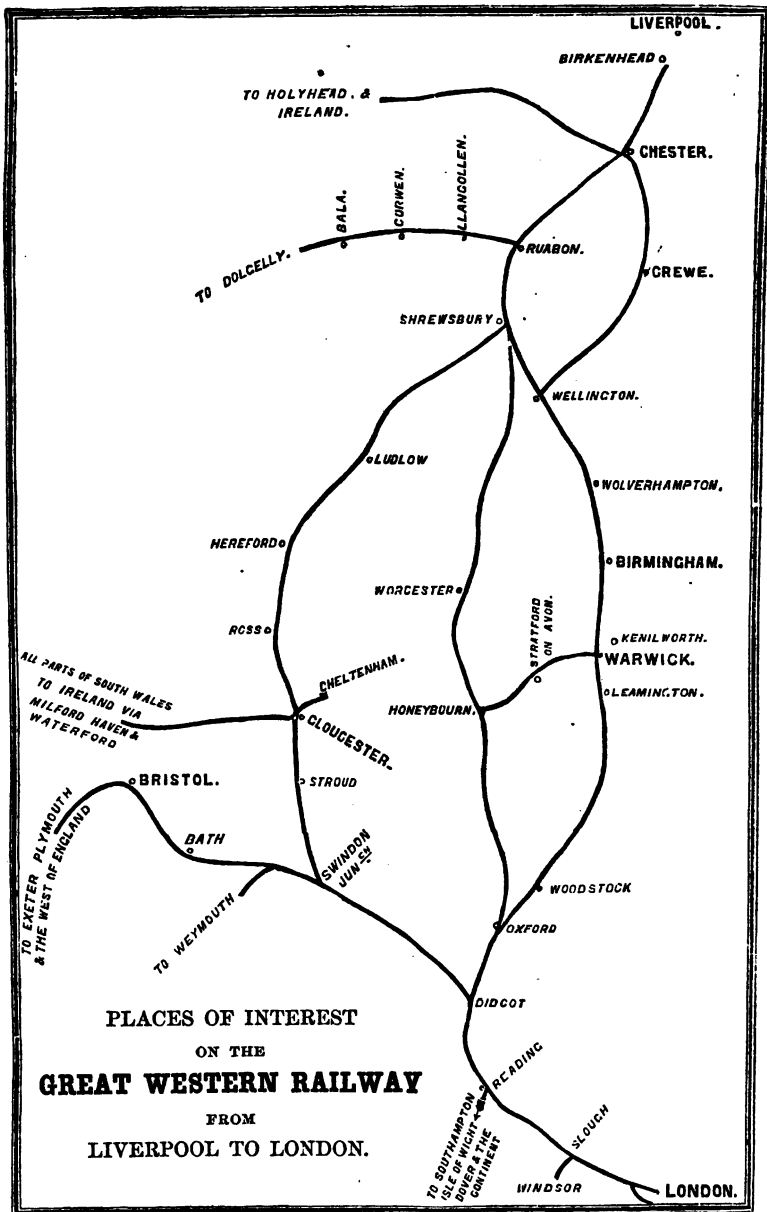 LIVERPOOL.
BIRKENHEAD
TO HOLYHEAD. &
IRELAND.
CHESTER.
BALA.
CORWEN.
LLANGOLLEN.
RUABON.
TO DOLGELLY.
CREWE.
SHREWSBURY
WELLINGTON.
LUDLOW
WOLVERHAMPTON.
HEREFORD
BIRMINGHAM.
WORCESTER
STRATFORD
ON AVON.
ROSS
KENILWORTH.
WARWICK.
ALL PARTS OF SOUTH WALES
TO IRELAND VIA
MILFORD HAVEN &
WATERFORD
CHELTENHAM.
LEAMINGTON.
HONEYBOURN.
GLOUCESTER.
BRISTOL.
STROUD
TO EXETER PLYMOUTH
& THE WEST OF ENGLAND
BATH
SWINDON
JUNCN
WOODSTOCK
TO WEYMOUTH
OXFORD
DIDCOT
PLACES OF INTEREST
ON THE
GREAT WESTERN RAILWAY
FROM
LIVERPOOL TO LONDON.
READING
TO SOUTHAMPTON
ISLE OF WIGHT
DOVER & THE
CONTINENT
SLOUGH
WINDSOR
LONDON.